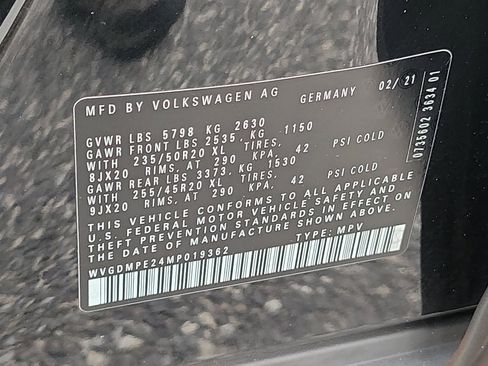 MFD BY VOLKSWAGEN AG GERMANY 02/21
GVWR LBS 5798 KG 2630
GAWR FRONT LBS 2535, KG 1150
WITH 235/50R20 XL TIRES,
8JX20 RIMS, AT 290 KPA, 42 PSI COLD
GAWR REAR LBS 3373, KG 1530
WITH 255/45R20 XL TIRES,
9JX20 RIMS, AT 290 KPA, 42 PSI COLD
THIS VEHICLE CONFORMS TO ALL APPLICABLE
U.S. FEDERAL MOTOR VEHICLE SAFETY AND
THEFT PREVENTION STANDARDS IN EFFECT ON
THE DATE OF MANUFACTURE SHOWN ABOVE.
TYPE: MPV
WVGDMPE24MP019362
0735602 3634 01